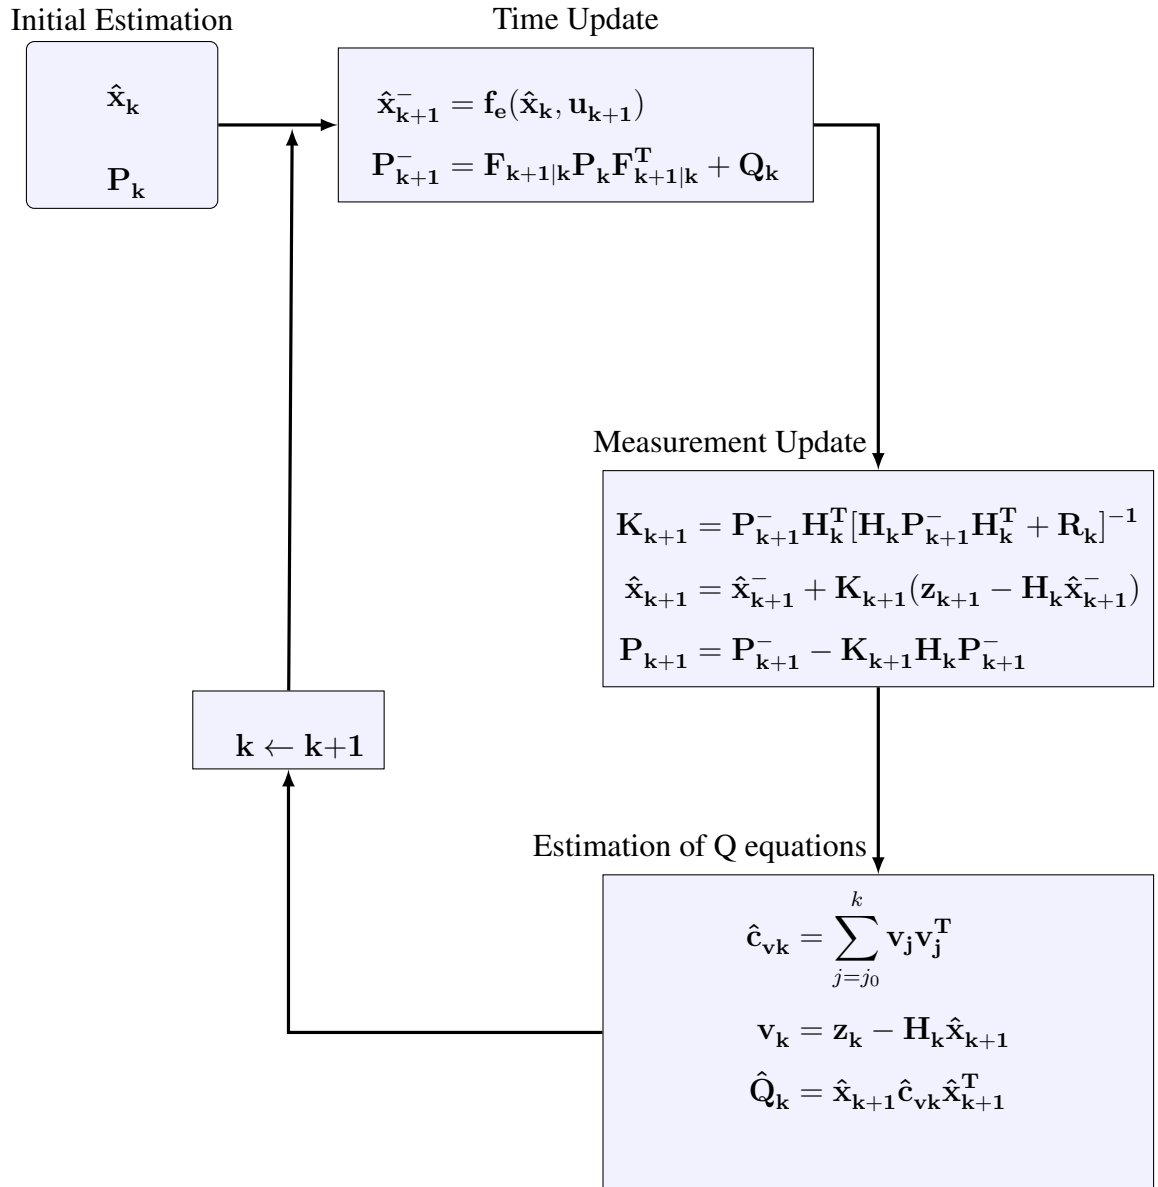 Initial Estimation
x̂_k
P_k
Time Update
x̂⁻_{k+1} = f_e(x̂_k, u_{k+1})
P⁻_{k+1} = F_{k+1|k} P_k F^T_{k+1|k} + Q_k
Measurement Update
K_{k+1} = P⁻_{k+1} H^T_k [H_k P⁻_{k+1} H^T_k + R_k]^{-1}
x̂_{k+1} = x̂⁻_{k+1} + K_{k+1}(z_{k+1} − H_k x̂⁻_{k+1})
P_{k+1} = P⁻_{k+1} − K_{k+1} H_k P⁻_{k+1}
k ← k+1
Estimation of Q equations
ĉ_{vk} = ∑_{j=j_0}^{k} v_j v_j^T
v_k = z_k − H_k x̂_{k+1}
Q̂_k = x̂_{k+1} ĉ_{vk} x̂^T_{k+1}